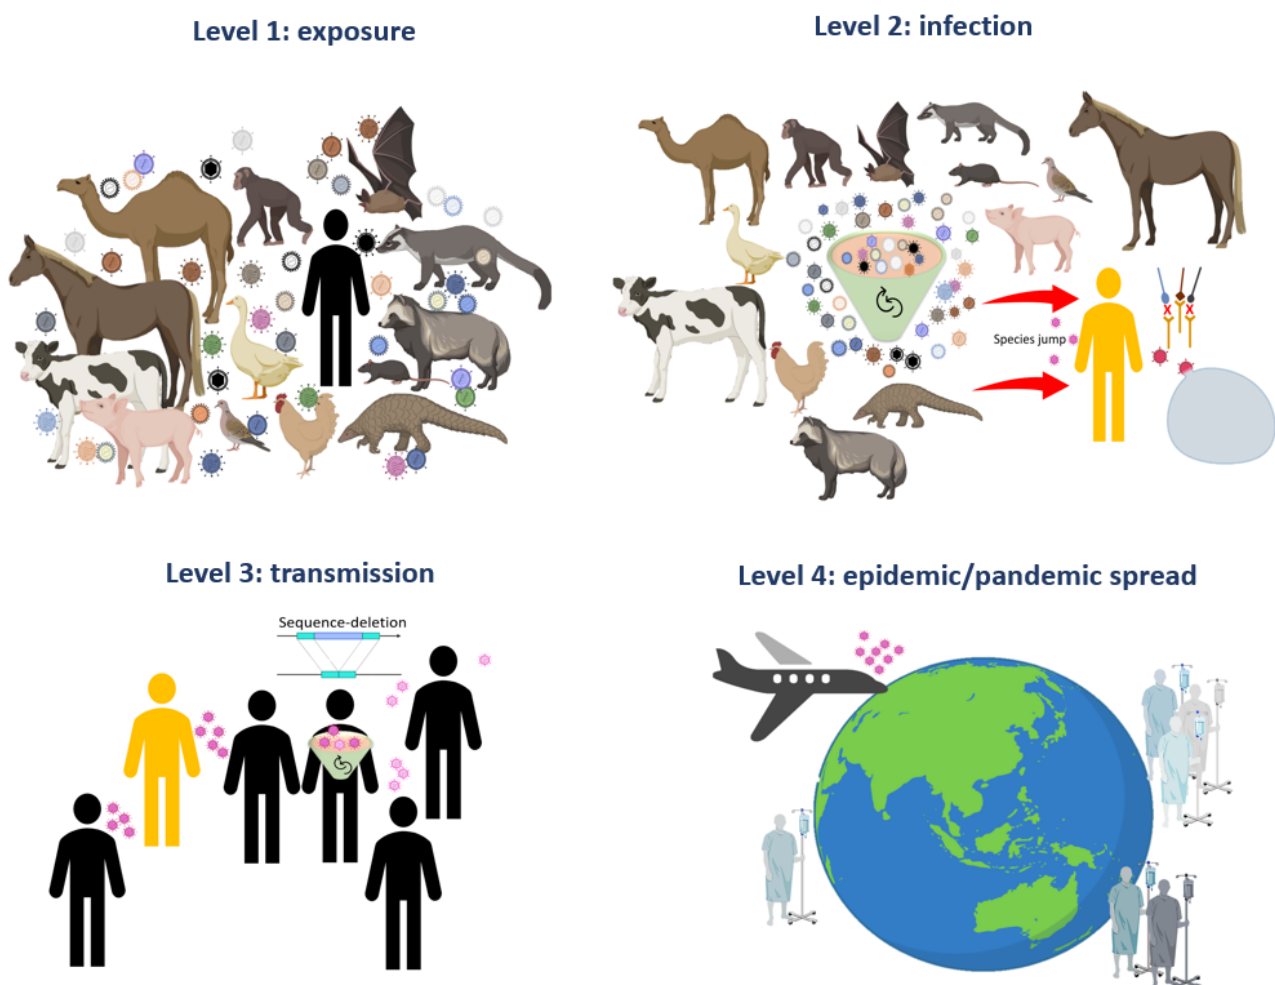 Level 1: exposure
Level 2: infection
Species jump
Level 3: transmission
Sequence-deletion
Level 4: epidemic/pandemic spread